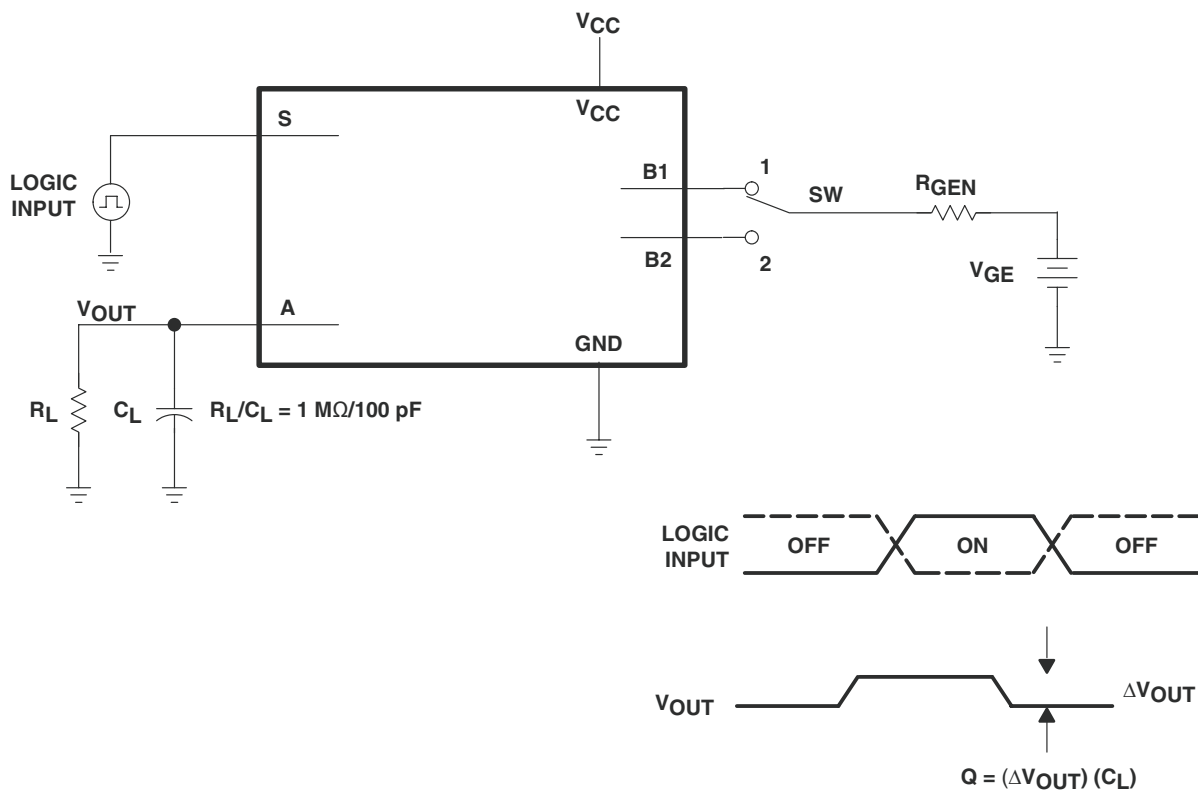 VCC
VCC
S
LOGIC
INPUT
B1
1
SW
RGEN
B2
2
VGE
VOUT
A
GND
RL
CL
RL/CL = 1 MΩ/100 pF
LOGIC
INPUT
OFF
ON
OFF
VOUT
ΔVOUT
Q = (ΔVOUT) (CL)